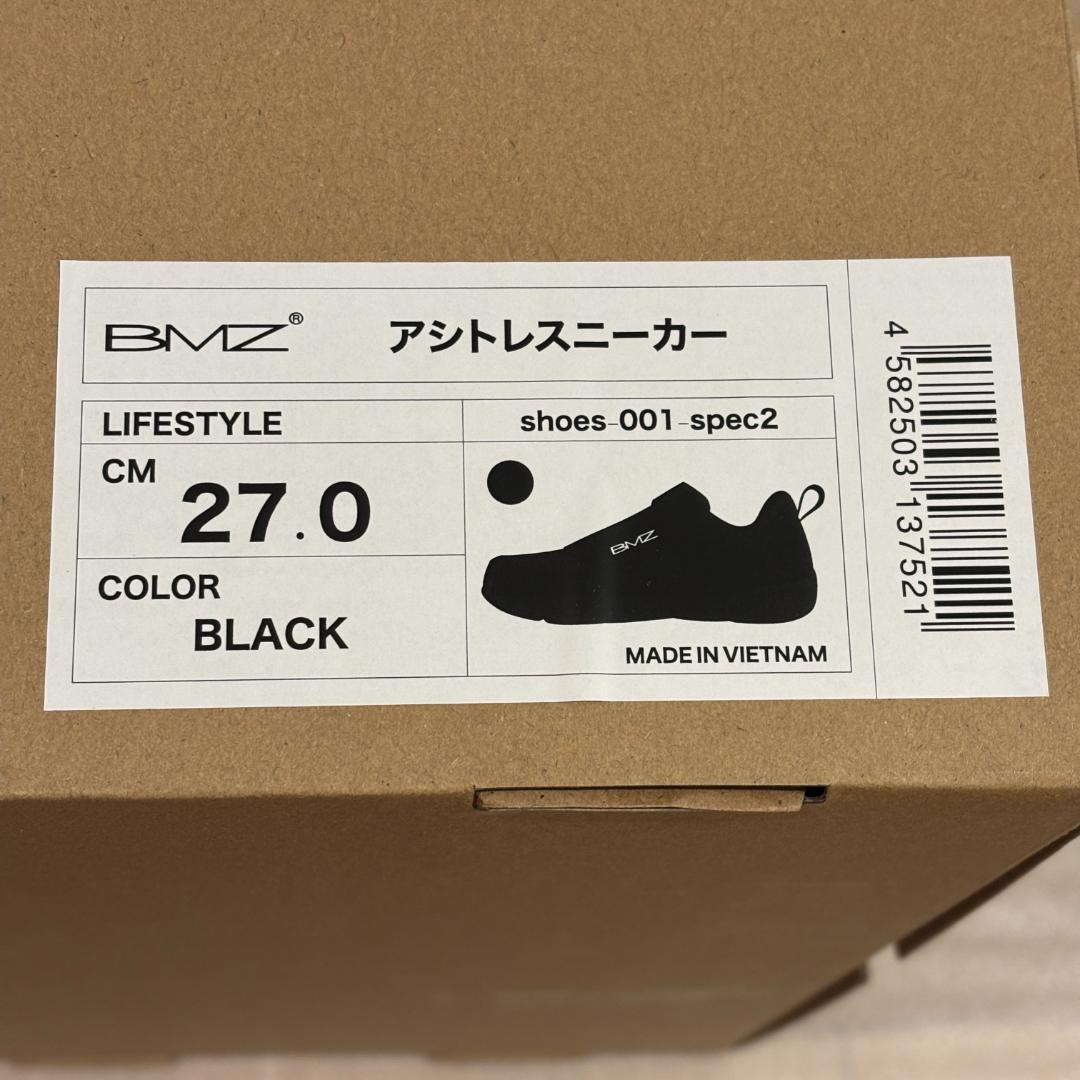 BMZ® アシトレスニーカー
LIFESTYLE
shoes-001-spec2
CM
27.0
COLOR
BLACK
BMZ
MADE IN VIETNAM
4 582503 137521